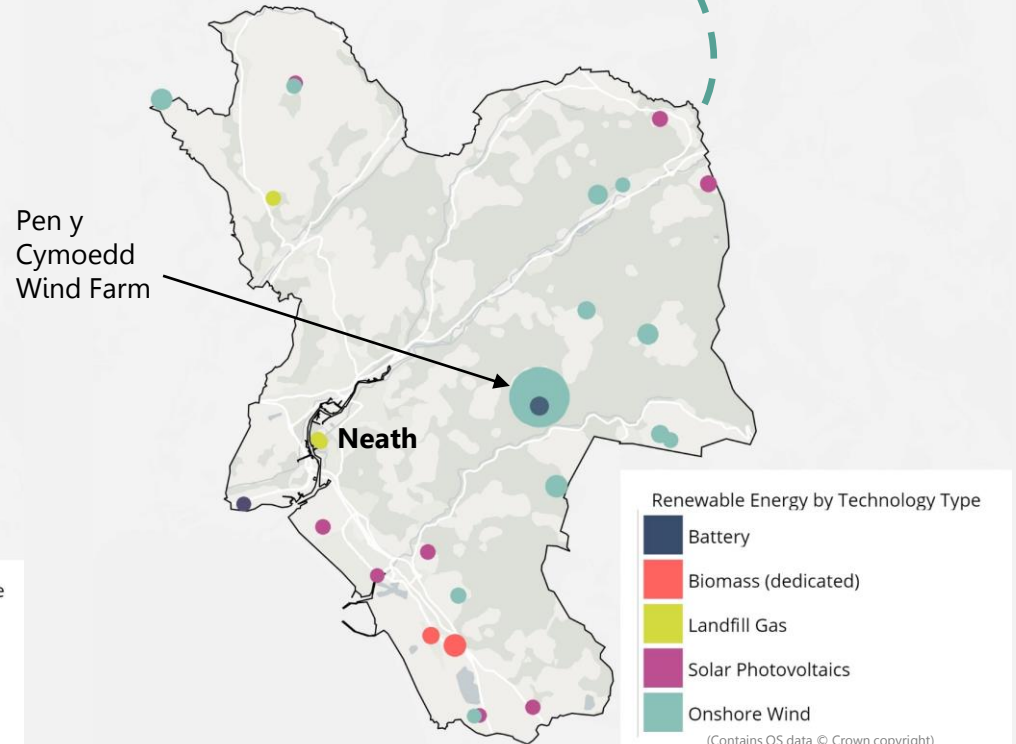 Pen y
Cymoedd
Wind Farm
Neath
Renewable Energy by Technology Type
Battery
Biomass (dedicated)
Landfill Gas
Solar Photovoltaics
Onshore Wind
(Contains OS data © Crown copyright)